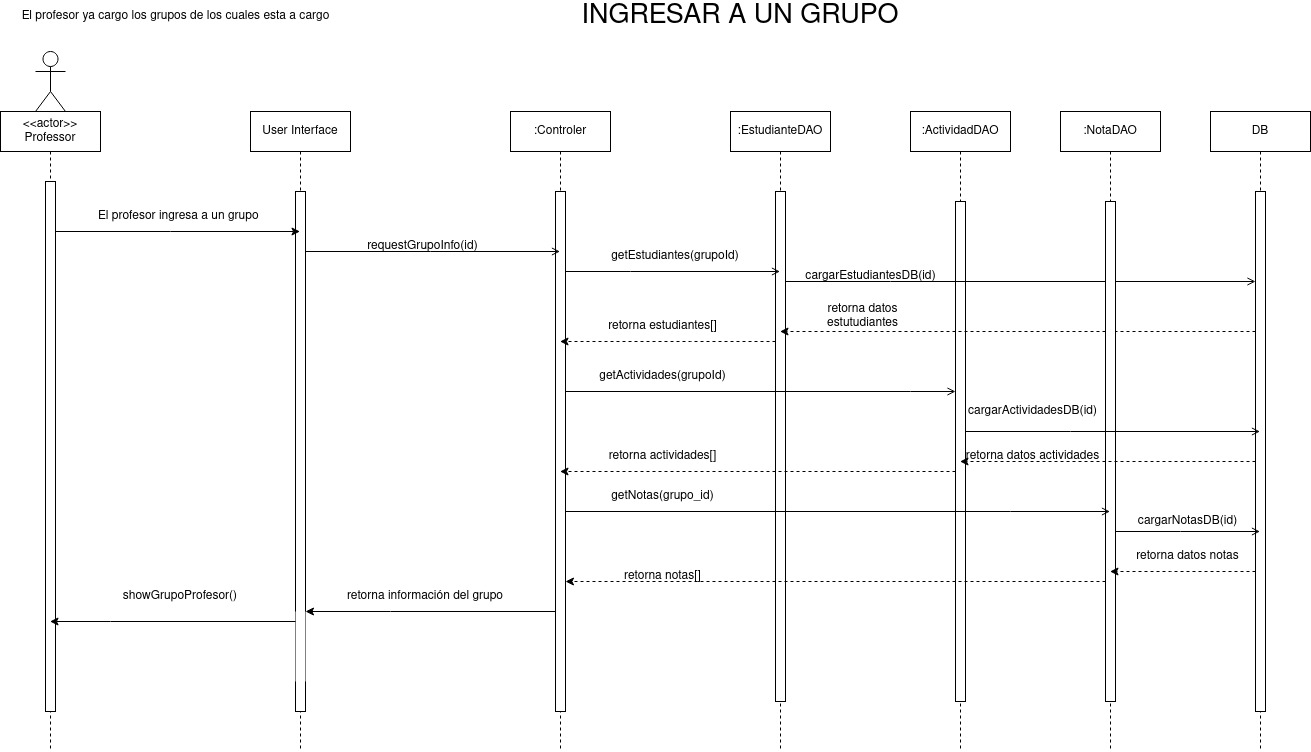 El profesor ya cargo los grupos de los cuales esta a cargo
INGRESAR A UN GRUPO
<<actor>>
Professor
User Interface
:Controler
:EstudianteDAO
:ActividadDAO
:NotaDAO
DB
El profesor ingresa a un grupo
requestGrupoInfo(id)
getEstudiantes(grupoId)
cargarEstudiantesDB(id)
retorna datos
estutudiantes
retorna estudiantes[]
getActividades(grupoId)
cargarActividadesDB(id)
retorna datos actividades
retorna actividades[]
getNotas(grupo_id)
cargarNotasDB(id)
retorna datos notas
retorna notas[]
retorna información del grupo
showGrupoProfesor()